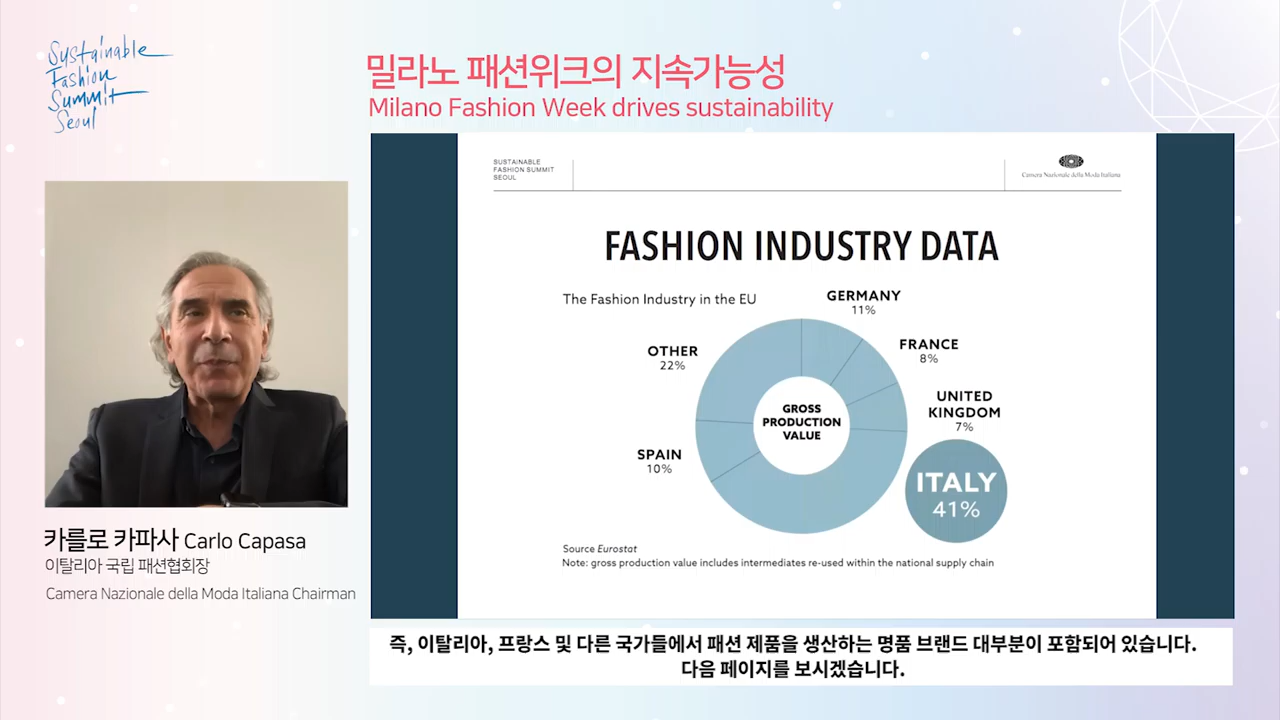 Sustainable
Fashion
Summit
Seoul
밀라노 패션위크의 지속가능성
Milano Fashion Week drives sustainability
SUSTAINABLE
FASHION SUMMIT
SEOUL
Camera Nazionale della Moda Italiana
FASHION INDUSTRY DATA
The Fashion Industry in the EU
GERMANY
11%
FRANCE
8%
UNITED
KINGDOM
7%
ITALY
41%
OTHER
22%
SPAIN
10%
GROSS
PRODUCTION
VALUE
Source Eurostat
Note: gross production value includes intermediates re-used within the national supply chain
카를로 카파사 Carlo Capasa
이탈리아 국립 패션협회장
Camera Nazionale della Moda Italiana Chairman
즉, 이탈리아, 프랑스 및 다른 국가들에서 패션 제품을 생산하는 명품 브랜드 대부분이 포함되어 있습니다.
다음 페이지를 보시겠습니다.